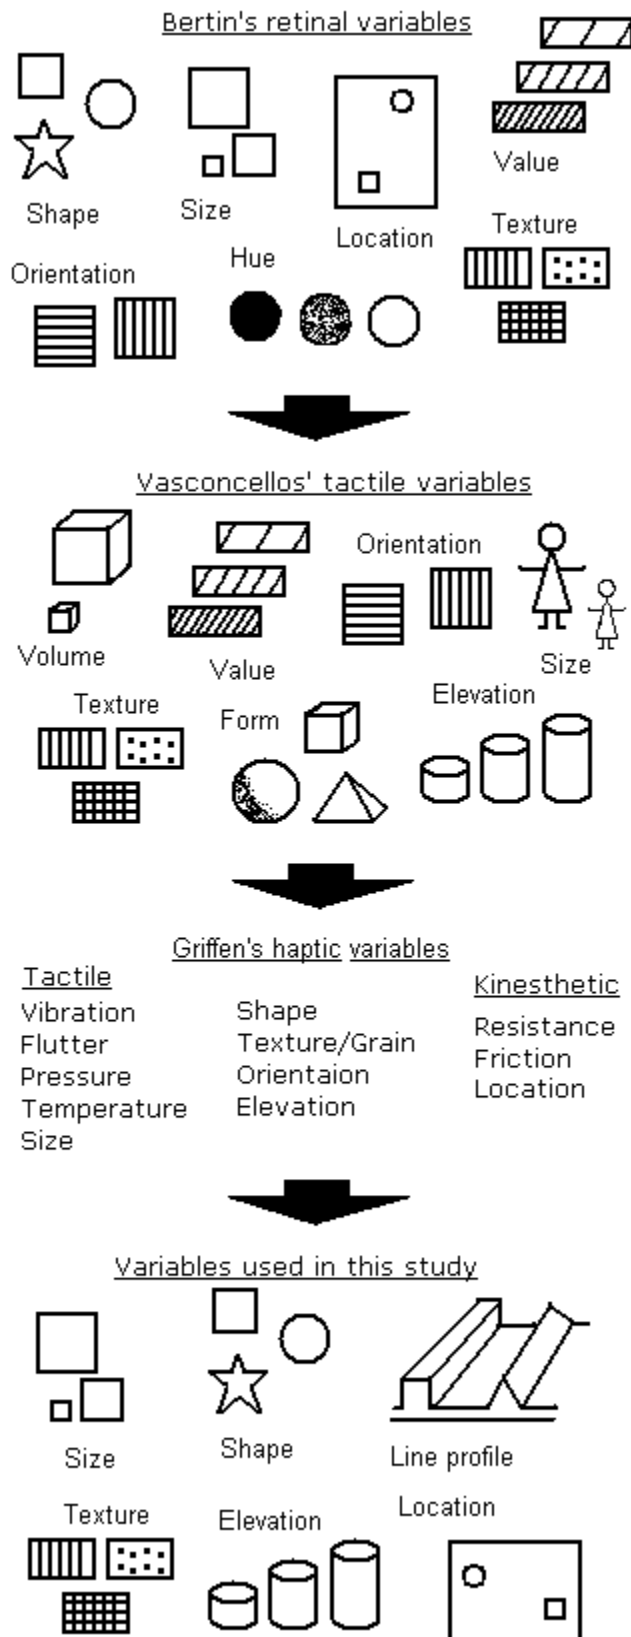 Bertin's retinal variables
Shape
Size
Location
Value
Orientation
Hue
Texture
Vasconcellos' tactile variables
Volume
Value
Orientation
Size
Texture
Form
Elevation
Griffen's haptic variables
Tactile
Vibration
Flutter
Pressure
Temperature
Size
Shape
Texture/Grain
Orientaion
Elevation
Kinesthetic
Resistance
Friction
Location
Variables used in this study
Size
Shape
Line profile
Texture
Elevation
Location